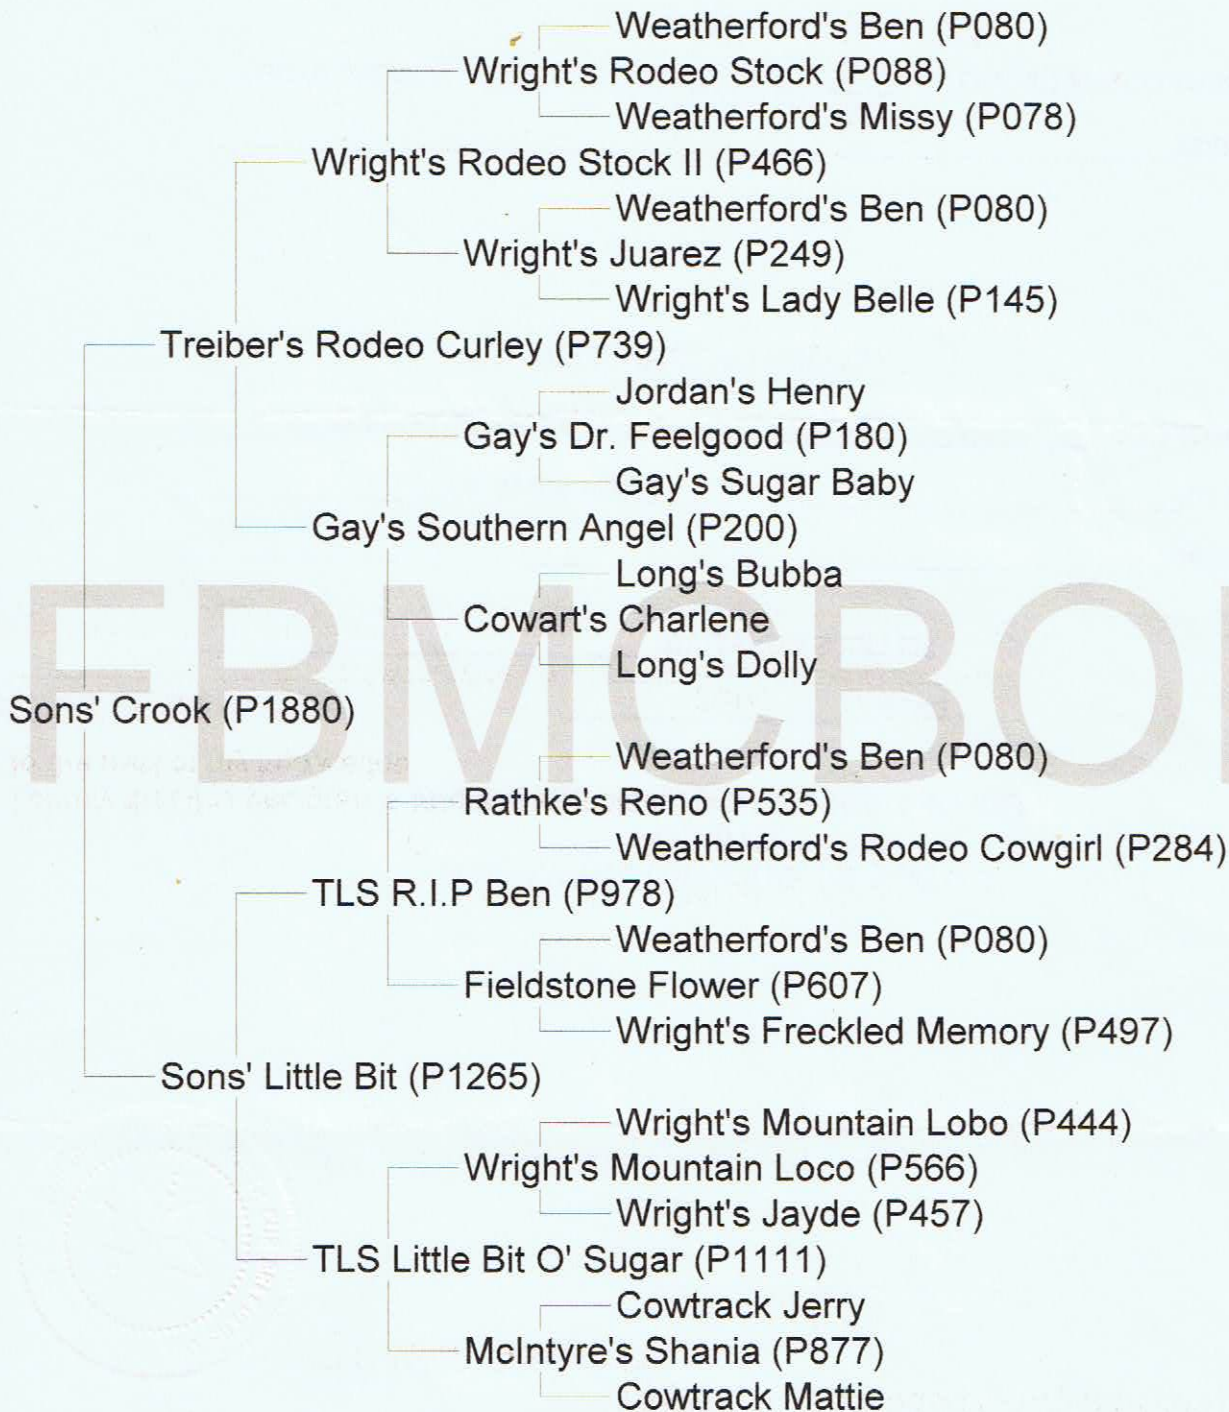 Weatherford's Ben (P080)
Wright's Rodeo Stock (P088)
Weatherford's Missy (P078)
Wright's Rodeo Stock II (P466)
Weatherford's Ben (P080)
Wright's Juarez (P249)
Wright's Lady Belle (P145)
Treiber's Rodeo Curley (P739)
Jordan's Henry
Gay's Dr. Feelgood (P180)
Gay's Sugar Baby
Gay's Southern Angel (P200)
Long's Bubba
Cowart's Charlene
Long's Dolly
FBMCBO
Sons' Crook (P1880)
Weatherford's Ben (P080)
Rathke's Reno (P535)
Weatherford's Rodeo Cowgirl (P284)
TLS R.I.P Ben (P978)
Weatherford's Ben (P080)
Fieldstone Flower (P607)
Wright's Freckled Memory (P497)
Sons' Little Bit (P1265)
Wright's Mountain Lobo (P444)
Wright's Mountain Loco (P566)
Wright's Jayde (P457)
TLS Little Bit O' Sugar (P1111)
Cowtrack Jerry
McIntyre's Shania (P877)
Cowtrack Mattie